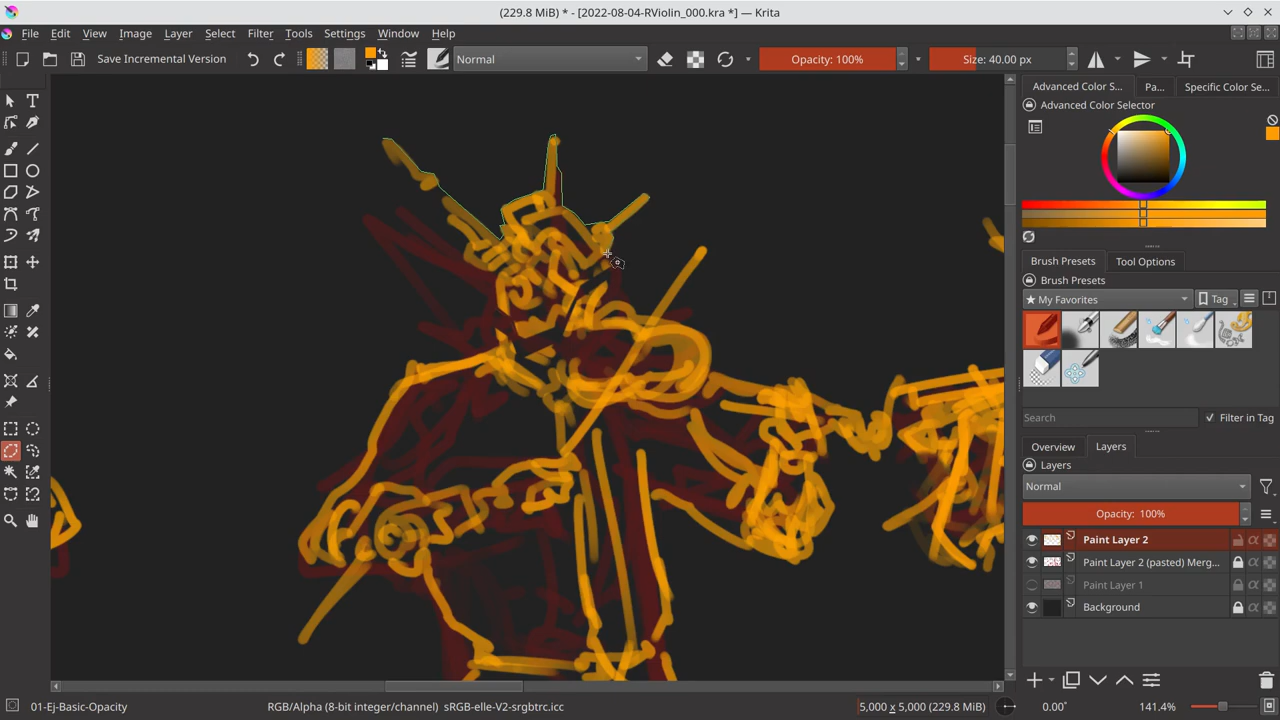 (229.8 MiB) * - [2022-08-04-RViolin_000.kra *] — Krita
File Edit View Image Layer Select Filter Tools Settings Window Help
Save Incremental Version Normal Opacity: 100% Size: 40.00 px
Advanced Color S... Pa... Specific Color Se...
Advanced Color Selector
Brush Presets Tool Options
Brush Presets
★ My Favorites Tag
Search Filter in Tag
Overview Layers
Layers
Normal
Opacity: 100%
Paint Layer 2
Paint Layer 2 (pasted) Merg...
Paint Layer 1
Background
01-Ej-Basic-Opacity RGB/Alpha (8-bit integer/channel) sRGB-elle-V2-srgbtrc.icc 5,000 x 5,000 (229.8 MiB) 0.00° 141.4%